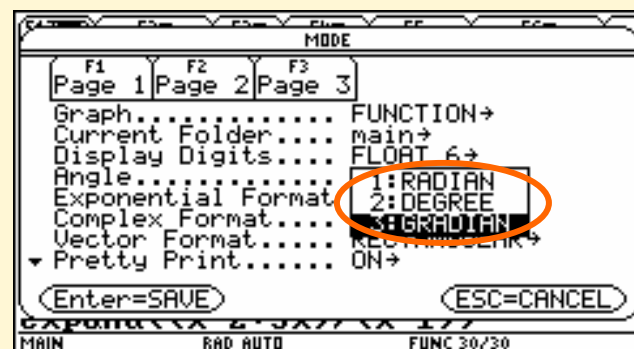 MODE
F1 F2 F3
Page 1 Page 2 Page 3
Graph.............. FUNCTION→
Current Folder.... main→
Display Digits.... FLOAT 6→
Angle..............
1:RADIAN
Exponential Format
2:DEGREE
Complex Format....
3:GRADIAN
Vector Format..... RECTANGULAR→
Pretty Print...... ON→
Enter=SAVE ESC=CANCEL
MAIN RAD AUTO FUNC 30/30